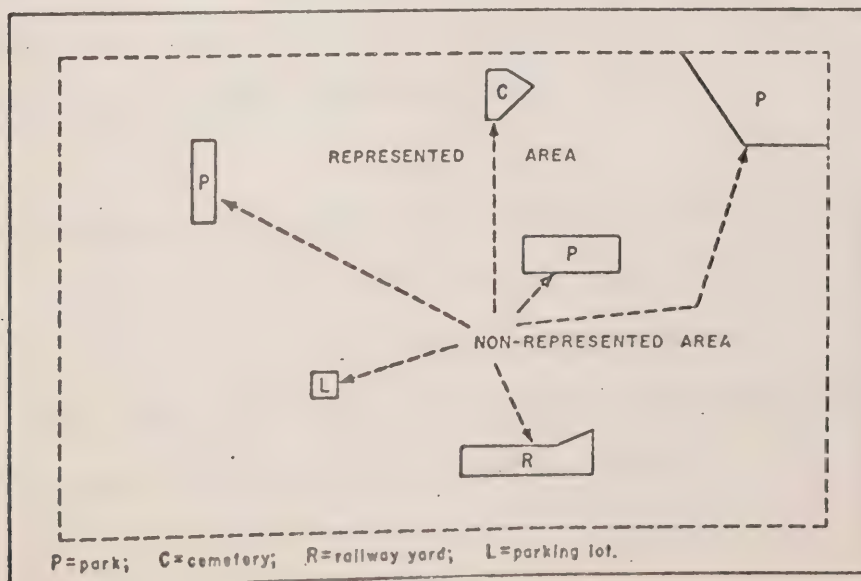 C
P
REPRESENTED AREA
P
P
NON-REPRESENTED AREA
L
R
P=park; C=cemetery; R=railway yard; L=parking lot.